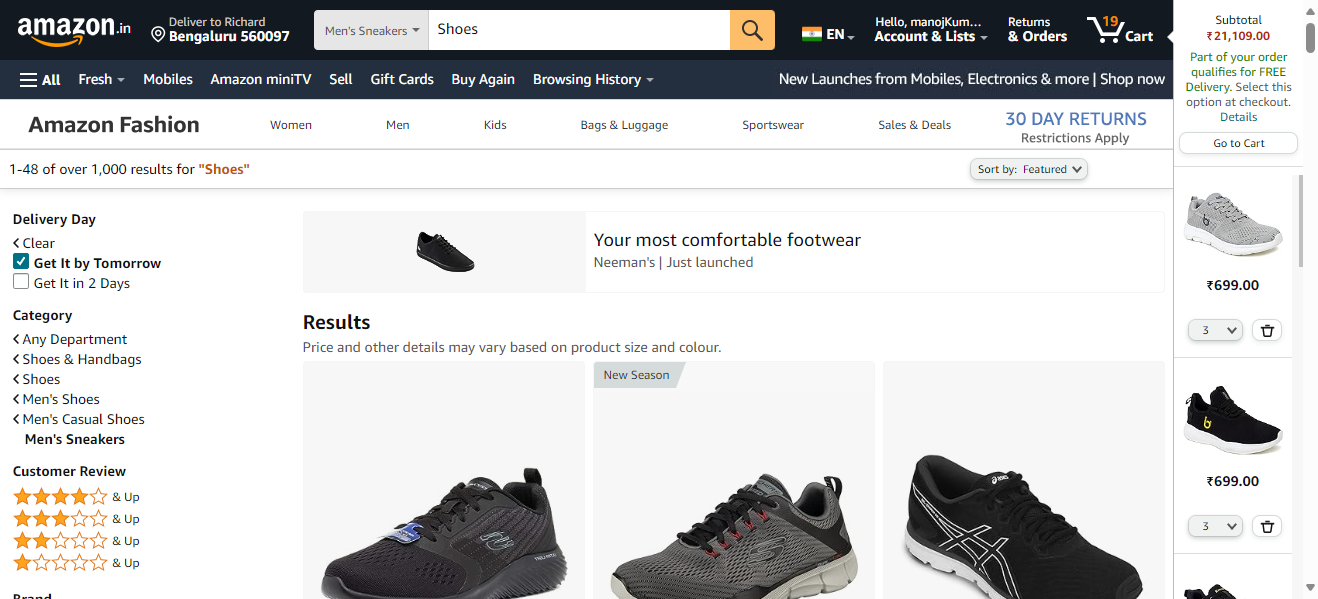 amazon.in
Deliver to Richard
Bengaluru 560097
Men's Sneakers
Shoes
EN
Hello, manojKum...
Account & Lists
Returns
& Orders
19
Cart
All
Fresh
Mobiles
Amazon miniTV
Sell
Gift Cards
Buy Again
Browsing History
New Launches from Mobiles, Electronics & more | Shop now
Amazon Fashion
Women
Men
Kids
Bags & Luggage
Sportswear
Sales & Deals
30 DAY RETURNS
Restrictions Apply
1-48 of over 1,000 results for "Shoes"
Sort by: Featured
Delivery Day
Clear
Get It by Tomorrow
Get It in 2 Days
Category
Any Department
Shoes & Handbags
Shoes
Men's Shoes
Men's Casual Shoes
Men's Sneakers
Customer Review
& Up
& Up
& Up
& Up
Brand
Your most comfortable footwear
Neeman's | Just launched
Results
Price and other details may vary based on product size and colour.
New Season
asics
Subtotal
₹21,109.00
Part of your order
qualifies for FREE
Delivery. Select this
option at checkout.
Details
Go to Cart
₹699.00
3
₹699.00
3